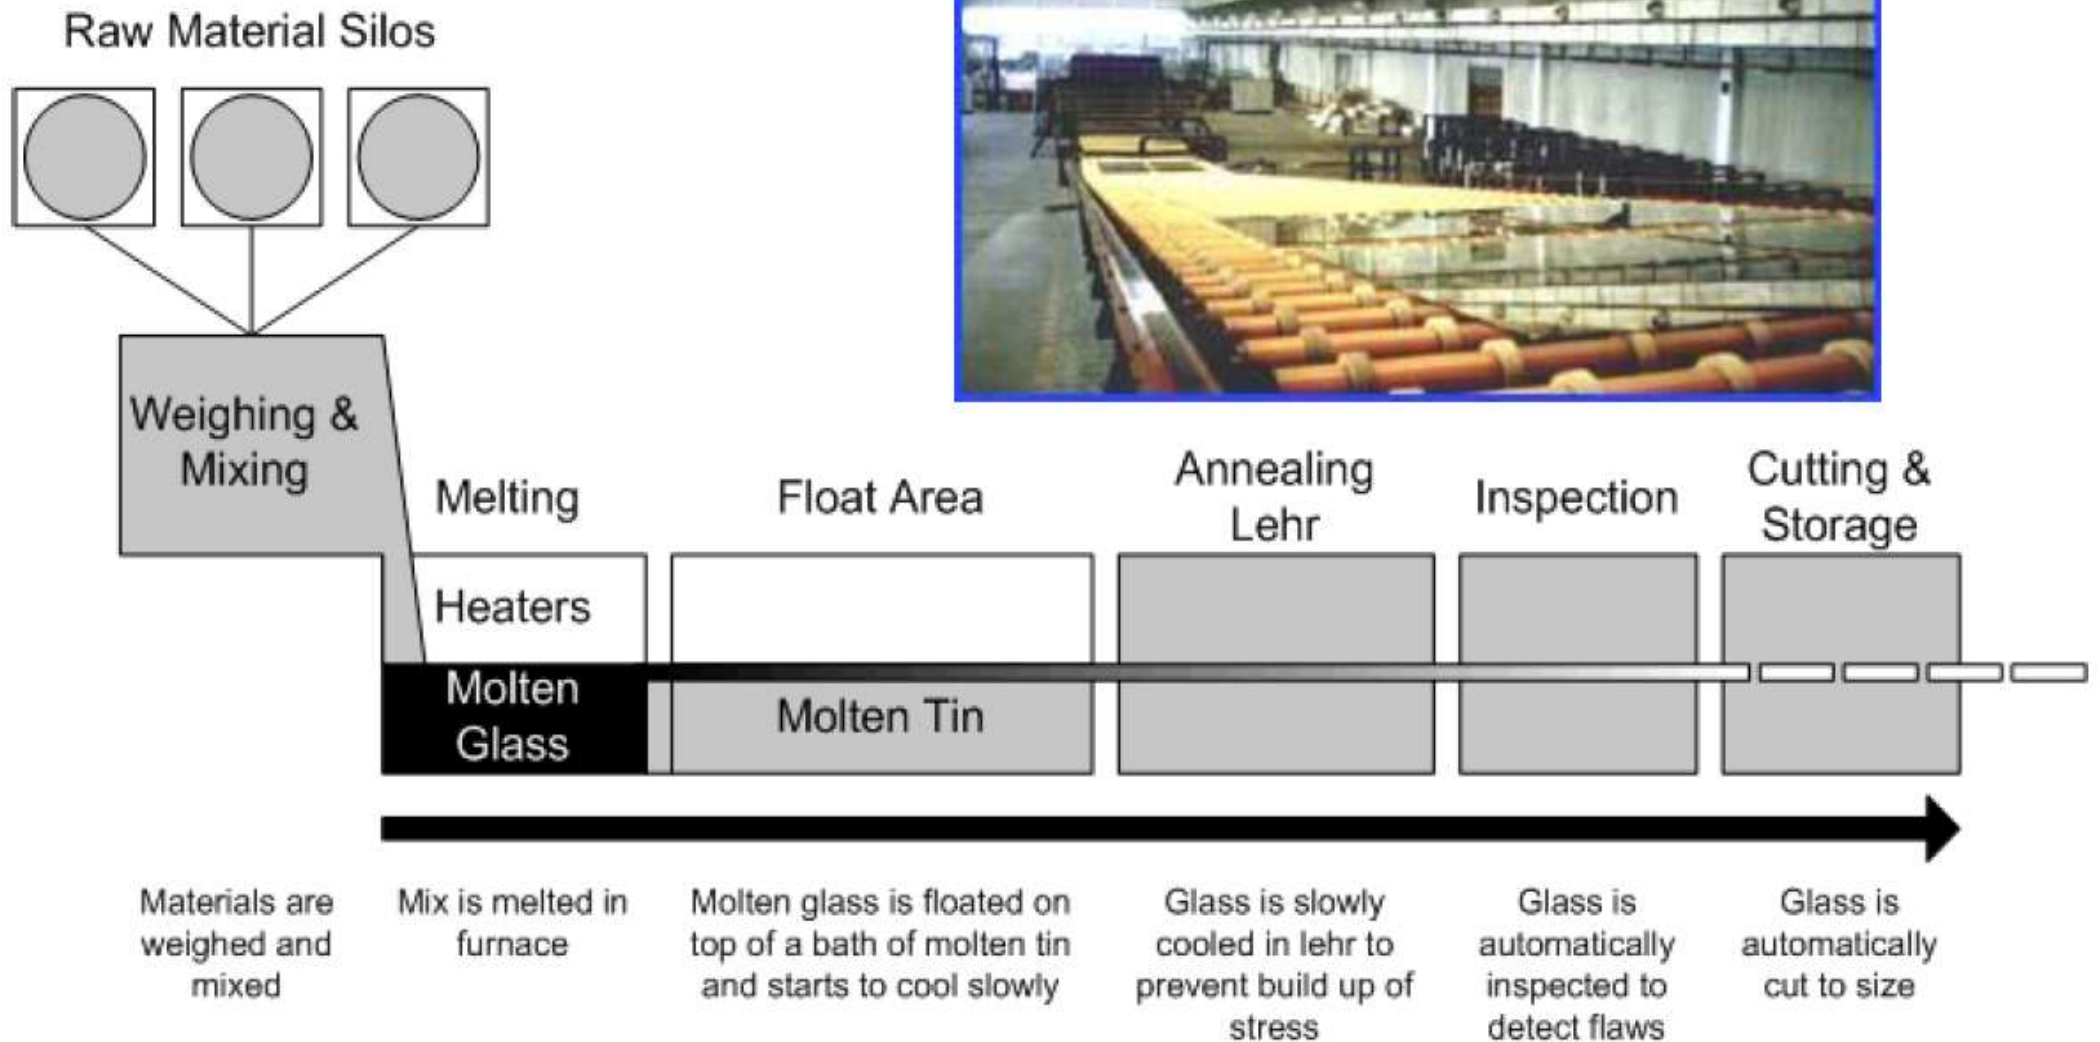 Raw Material Silos
Weighing &
Mixing
Melting
Heaters
Molten
Glass
Float Area
Molten Tin
Annealing
Lehr
Inspection
Cutting &
Storage
Materials are
weighed and
mixed
Mix is melted in
furnace
Molten glass is floated on
top of a bath of molten tin
and starts to cool slowly
Glass is slowly
cooled in lehr to
prevent build up of
stress
Glass is
automatically
inspected to
detect flaws
Glass is
automatically
cut to size